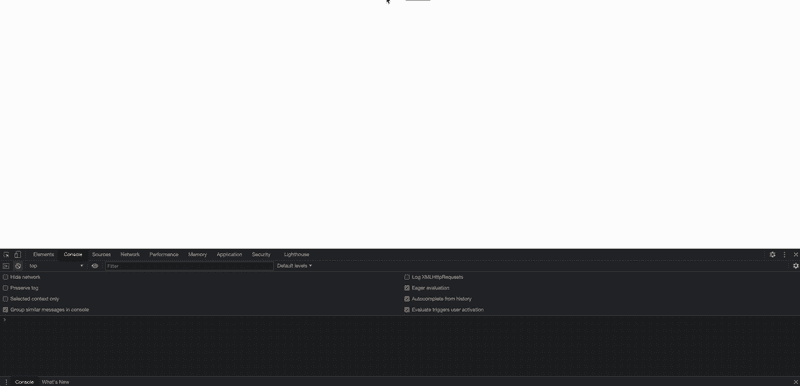 Elements Console Sources Network Performance Memory Application Security Lighthouse
top Filter Default levels
Hide network Log XMLHttpRequests
Preserve log Eager evaluation
Selected context only Autocomplete from history
Group similar messages in console Evaluate triggers user activation
Console What's New